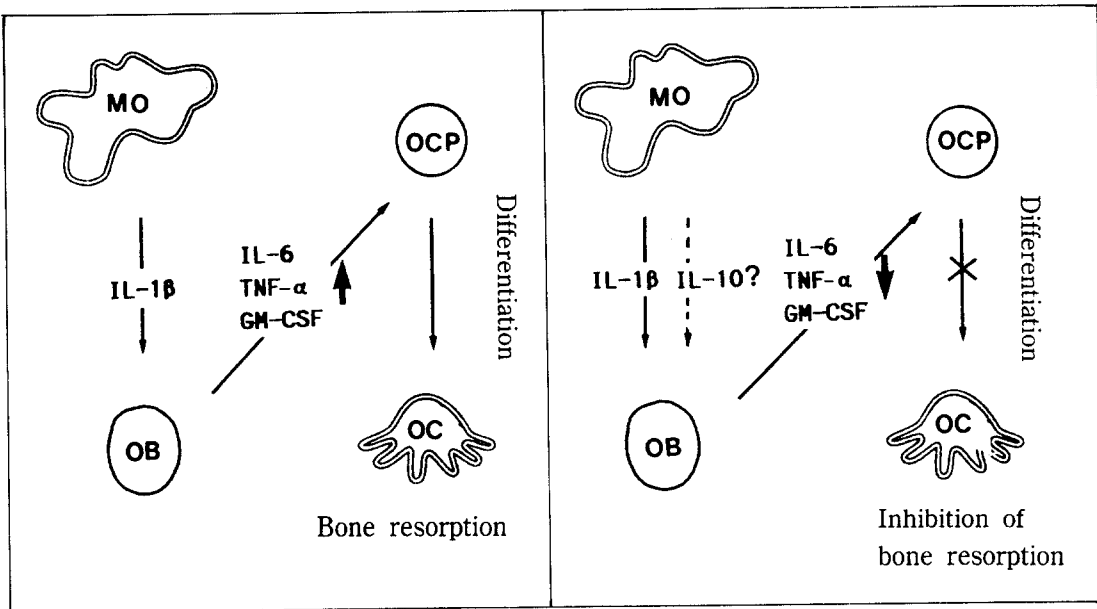 MO
OCP
IL-1β
IL-6
TNF-α
GM-CSF
Differentiation
OB
OC
Bone resorption
MO
OCP
IL-1β
IL-10?
IL-6
TNF-α
GM-CSF
Differentiation
OB
OC
Inhibition of
bone resorption